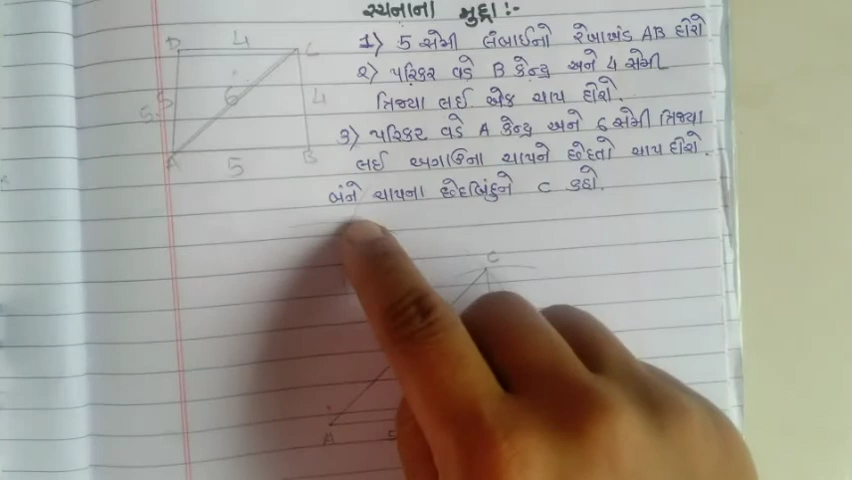 રચનાના મુદ્દા :-
1) 5 સેમી લંબાઈનો રેખાખંડ AB દોરો
2) પરિકર વડે B કેન્દ્ર અને 4 સેમી
ત્રિજ્યા લઈ એક ચાપ દોરો.
3) પરિકર વડે A કેન્દ્ર અને 6 સેમી ત્રિજ્યા
લઈ અગાઉના ચાપને છેદતો ચાપ દોરો.
બંને ચાપના છેદબિંદુને C કહો.
D 4 C
5.5 6 4
A 5 B
C
A